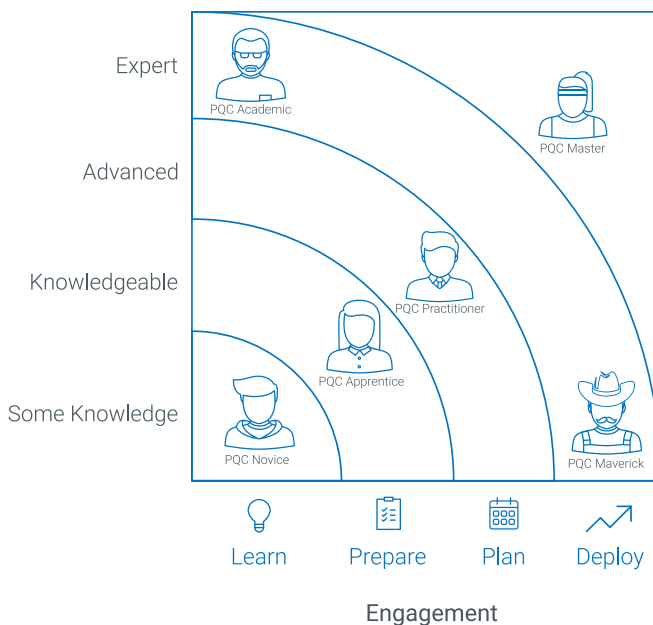 Expert
PQC Academic
PQC Master
Advanced
Knowledgeable
PQC Practitioner
PQC Apprentice
Some Knowledge
PQC Novice
PQC Maverick
Learn
Prepare
Plan
Deploy
Engagement